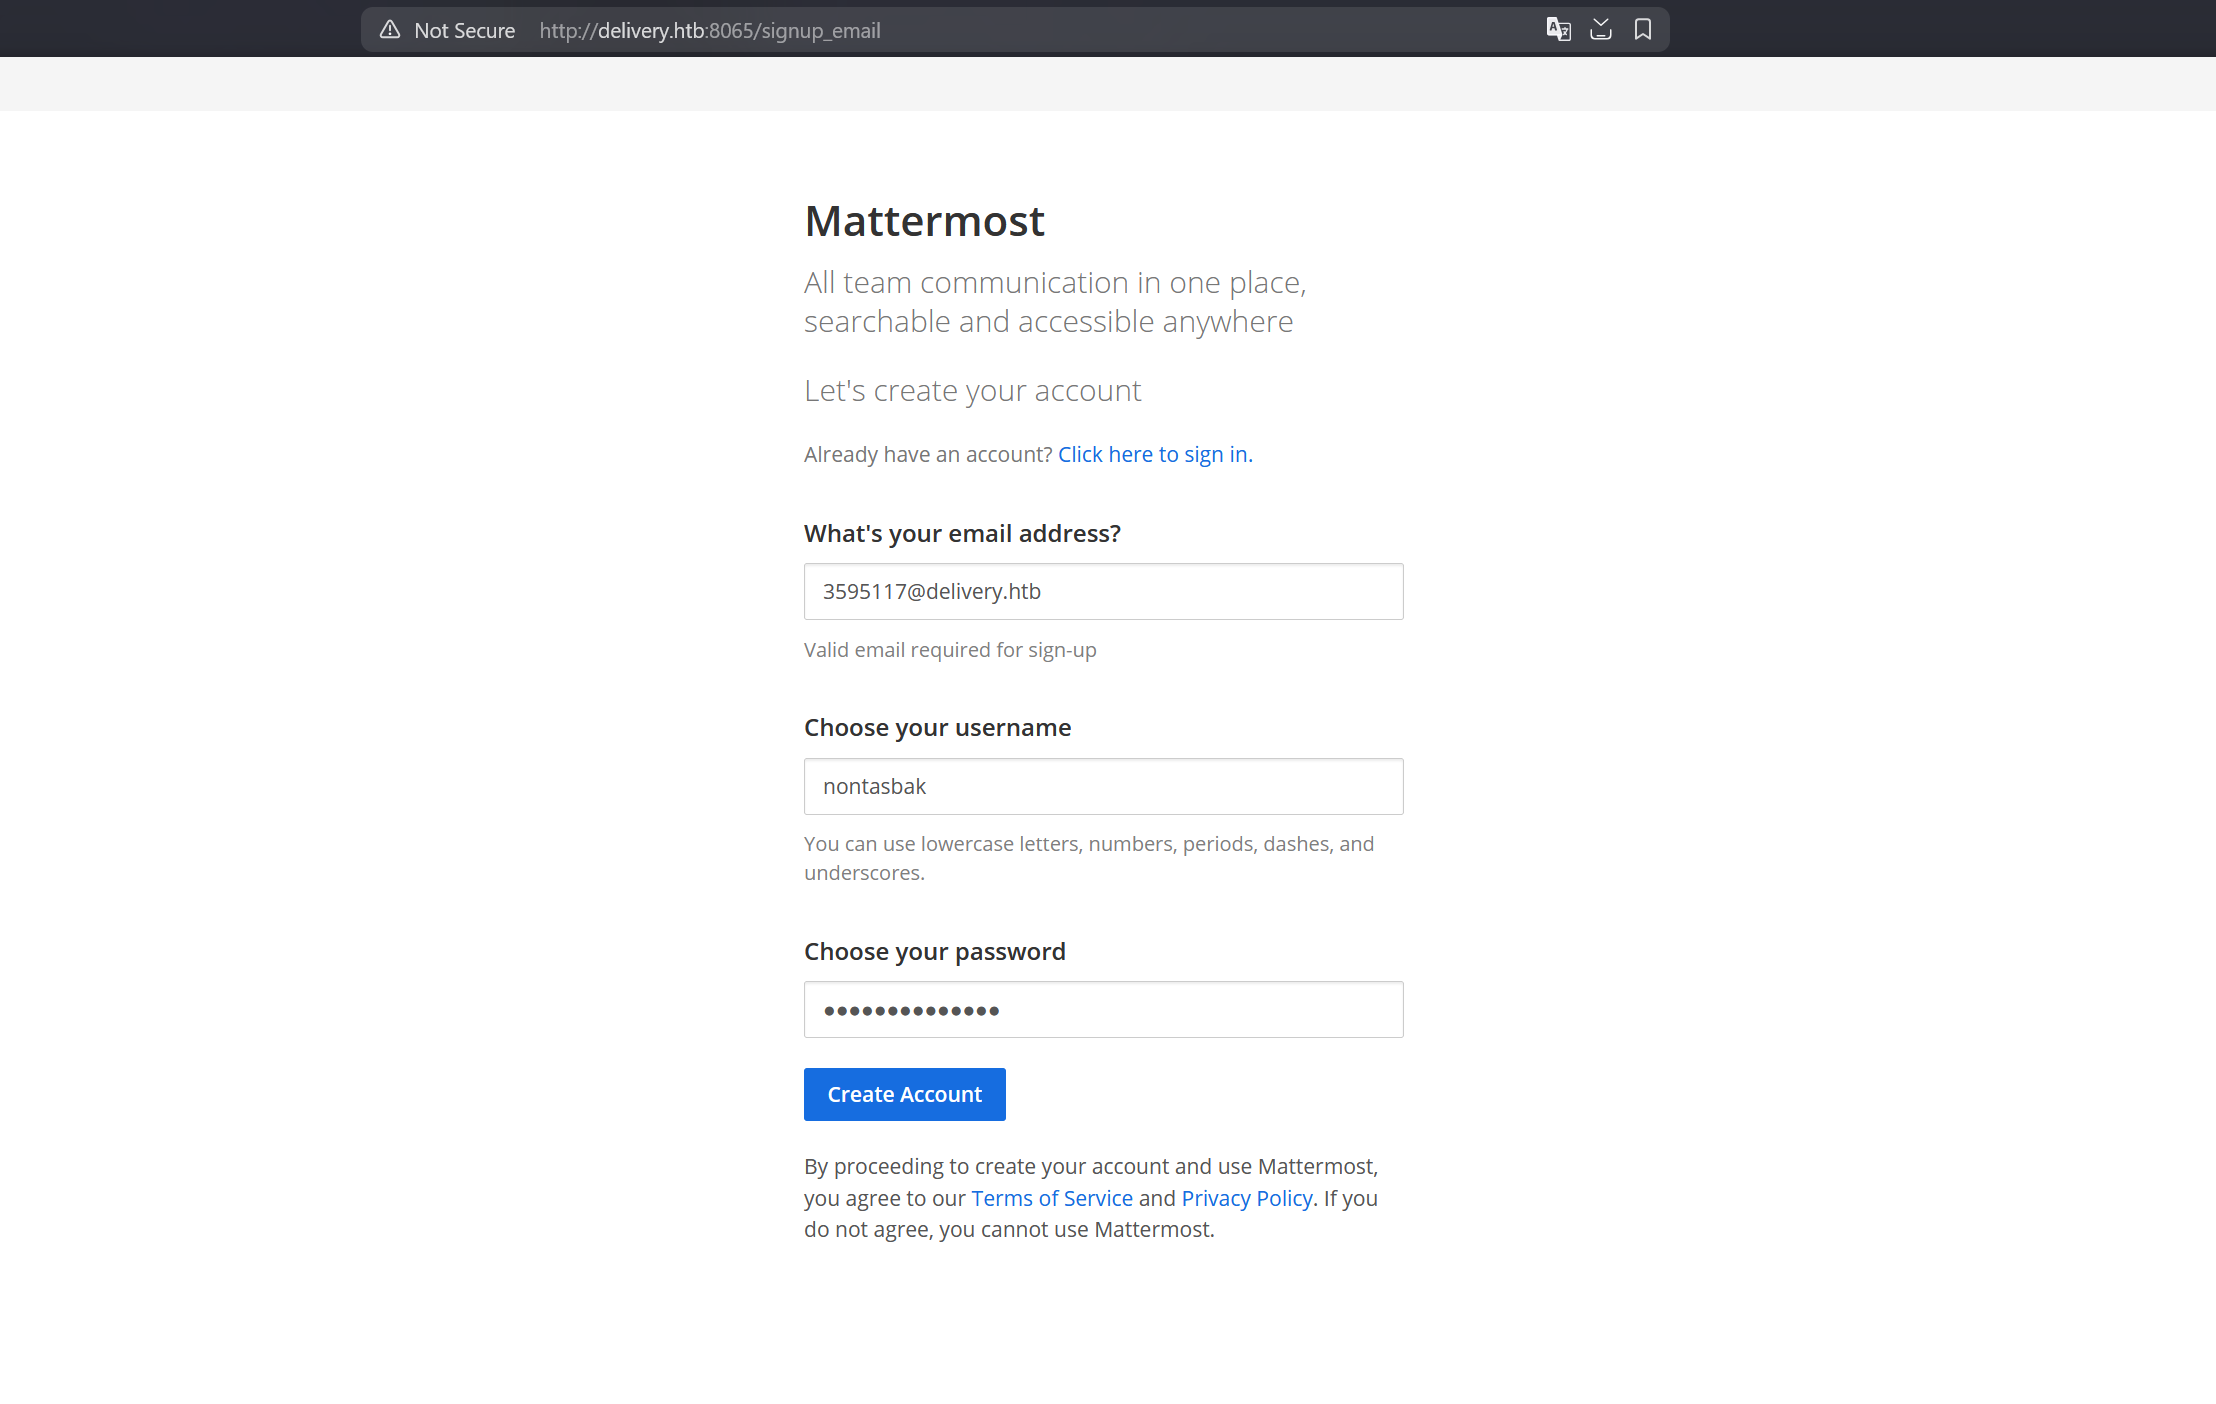 Not Secure http://delivery.htb:8065/signup_email
Mattermost
All team communication in one place,
searchable and accessible anywhere
Let's create your account
Already have an account? Click here to sign in.
What's your email address?
3595117@delivery.htb
Valid email required for sign-up
Choose your username
nontasbak
You can use lowercase letters, numbers, periods, dashes, and
underscores.
Choose your password
••••••••••••••
Create Account
By proceeding to create your account and use Mattermost,
you agree to our Terms of Service and Privacy Policy. If you
do not agree, you cannot use Mattermost.